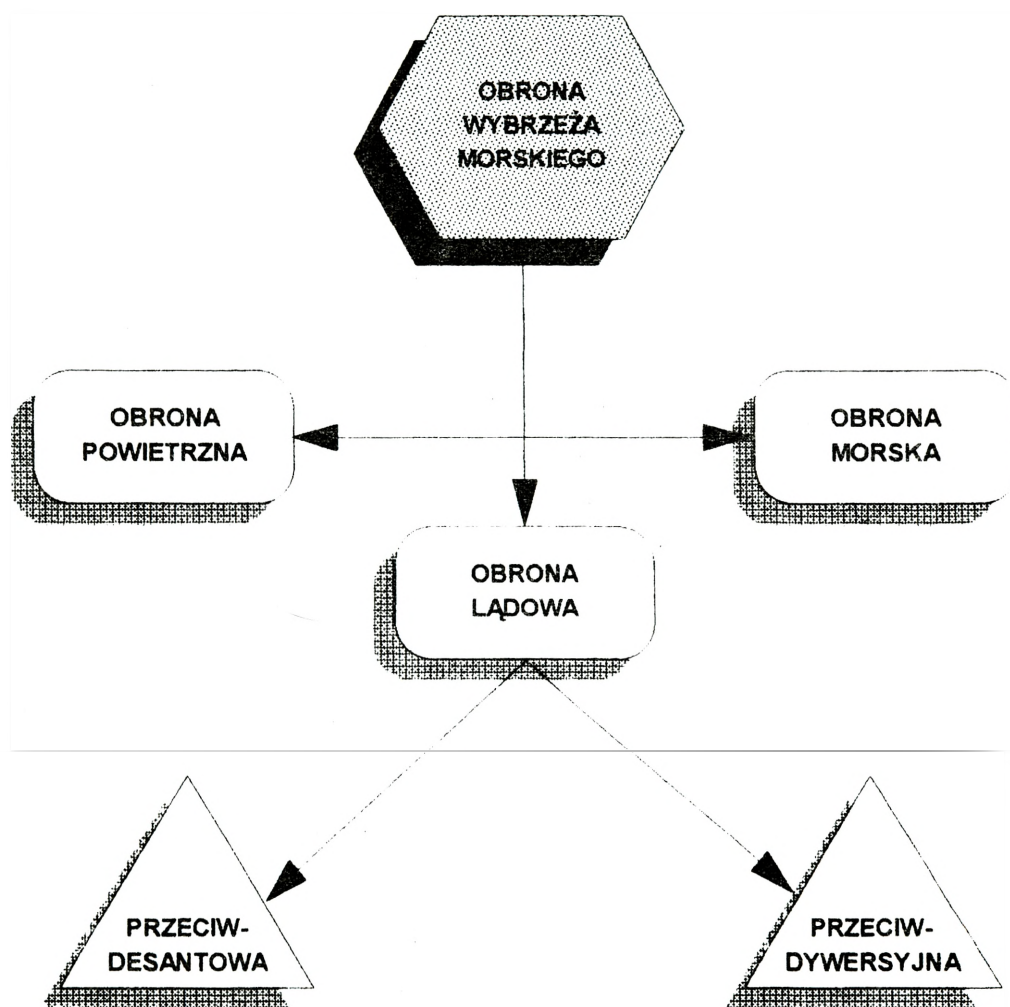 OBRONA
WYBRZEŻA
MORSKIEGO
OBRONA
POWIETRZNA
OBRONA
MORSKA
OBRONA
LĄDOWA
PRZECIW-
DESANTOWA
PRZECIW-
DYWERSYJNA